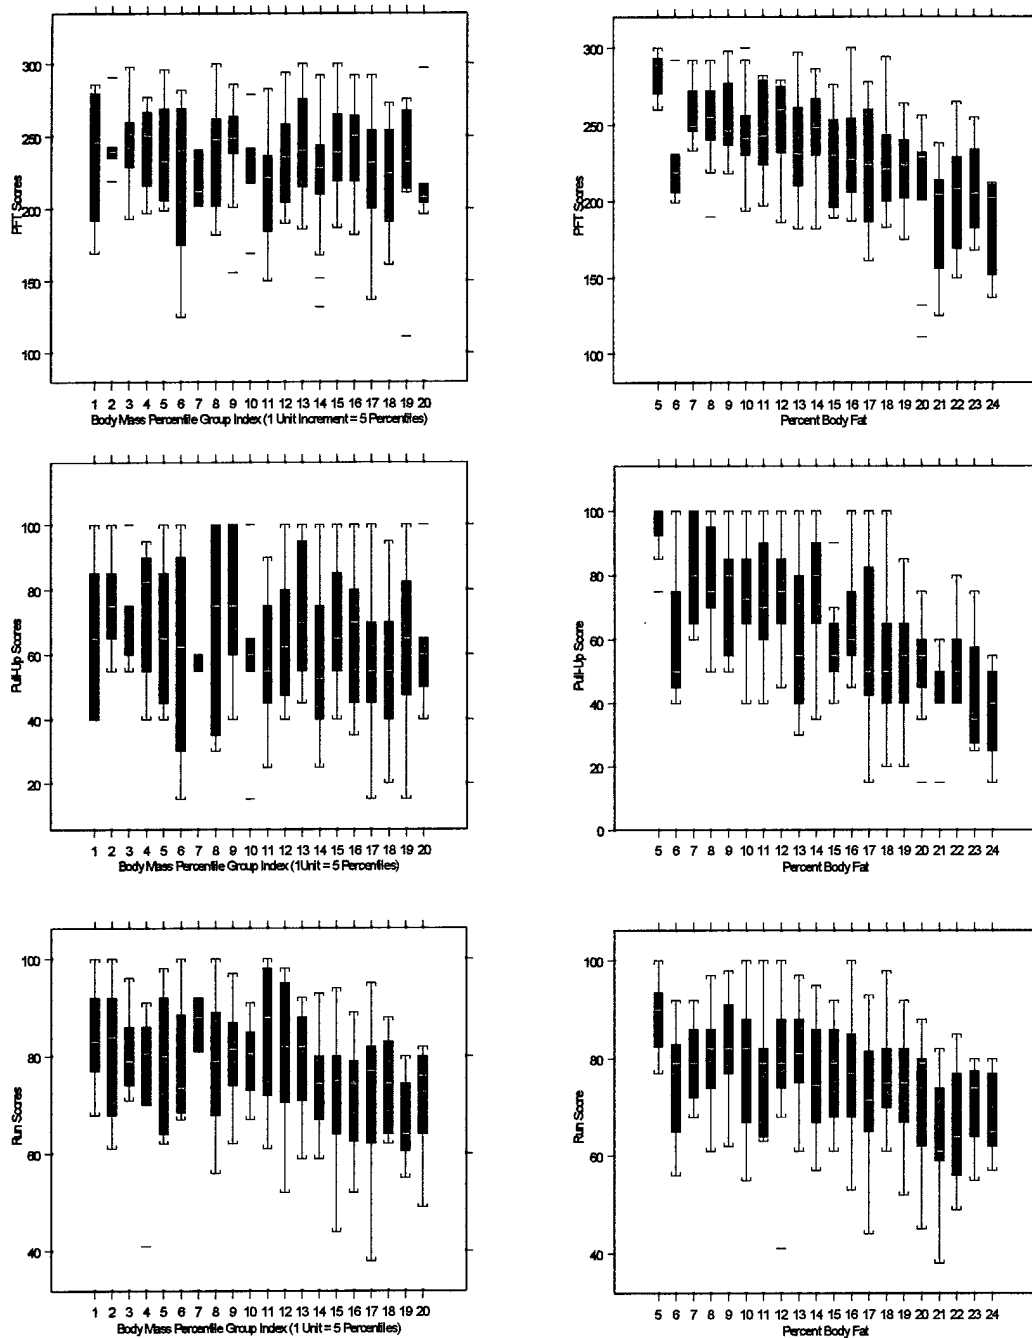 300
250
200
150
100
PFT Scores
1 2 3 4 5 6 7 8 9 10 11 12 13 14 15 16 17 18 19 20
Body Mass Percentile Group Index (1 Unit Increment = 5 Percentiles)
300
250
200
150
100
PFT Scores
5 6 7 8 9 10 11 12 13 14 15 16 17 18 19 20 21 22 23 24
Percent Body Fat
100
80
60
40
20
Pull-Up Scores
1 2 3 4 5 6 7 8 9 10 11 12 13 14 15 16 17 18 19 20
Body Mass Percentile Group Index (1Unit = 5 Percentiles)
100
80
60
40
20
0
Pull-Up Scores
5 6 7 8 9 10 11 12 13 14 15 16 17 18 19 20 21 22 23 24
Percent Body Fat
100
80
60
40
Run Scores
1 2 3 4 5 6 7 8 9 10 11 12 13 14 15 16 17 18 19 20
Body Mass Percentile Group Index (1 Unit = 5 Percentiles)
100
80
60
40
Run Scores
5 6 7 8 9 10 11 12 13 14 15 16 17 18 19 20 21 22 23 24
Percent Body Fat